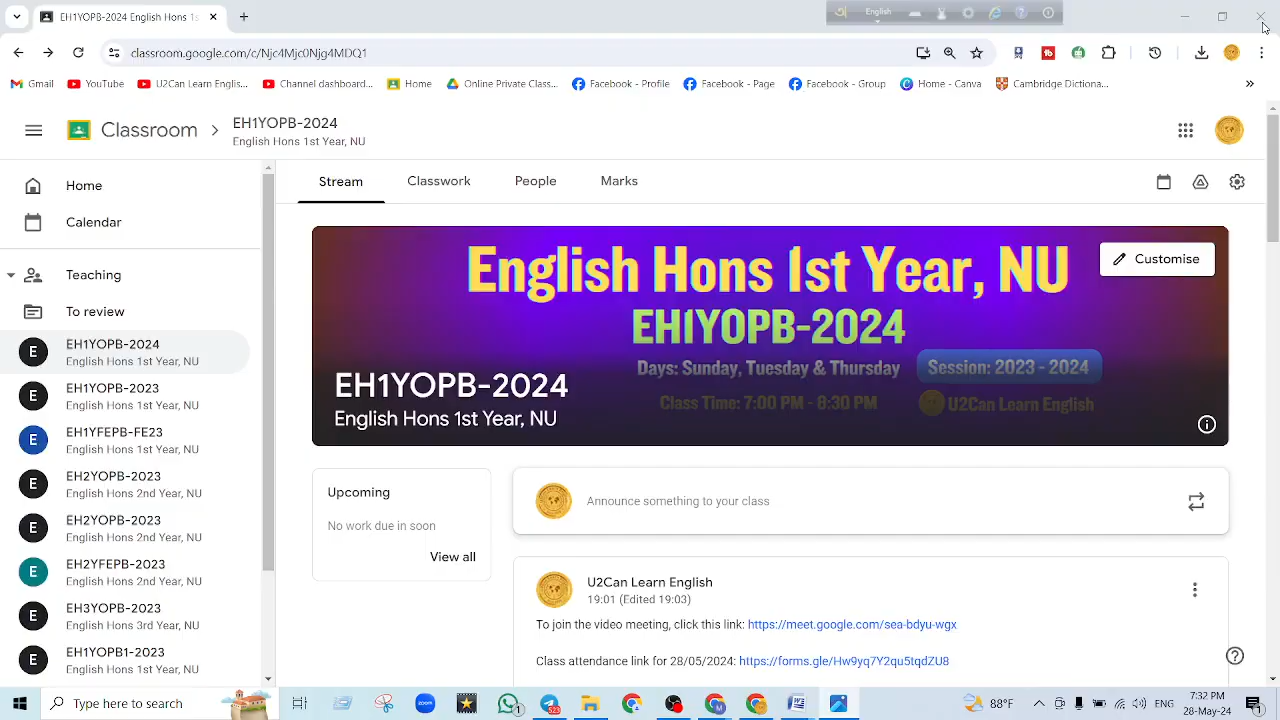 EH1YOPB-2024 English Hons 1s
English
classroom.google.com/c/Njc4Mjc0Njg4MDQ1
Gmail
YouTube
U2Can Learn Englis...
Channel dashboard...
Home
Online Private Class...
Facebook - Profile
Facebook - Page
Facebook - Group
Home - Canva
Cambridge Dictiona...
Classroom
EH1YOPB-2024
English Hons 1st Year, NU
Home
Calendar
Teaching
To review
E
EH1YOPB-2024
English Hons 1st Year, NU
E
EH1YOPB-2023
English Hons 1st Year, NU
E
EH1YFEPB-FE23
English Hons 1st Year, NU
E
EH2YOPB-2023
English Hons 2nd Year, NU
E
EH2YOPB-2023
English Hons 2nd Year, NU
E
EH2YFEPB-2023
English Hons 2nd Year, NU
E
EH3YOPB-2023
English Hons 3rd Year, NU
E
EH1YOPB1-2023
English Hons 1st Year, NU
Stream
Classwork
People
Marks
English Hons 1st Year, NU
Customise
EH1YOPB-2024
Days: Sunday, Tuesday & Thursday
Session: 2023 - 2024
Class Time: 7:00 PM - 8:30 PM
U2Can Learn English
EH1YOPB-2024
English Hons 1st Year, NU
Upcoming
No work due in soon
View all
Announce something to your class
U2Can Learn English
19:01 (Edited 19:03)
To join the video meeting, click this link: https://meet.google.com/sea-bdyu-wgx
Class attendance link for 28/05/2024: https://forms.gle/Hw9yq7Y2qu5tqdZU8
Type here to search
zoom
1
523
88°F
ENG
7:32 PM
28-May-24
1